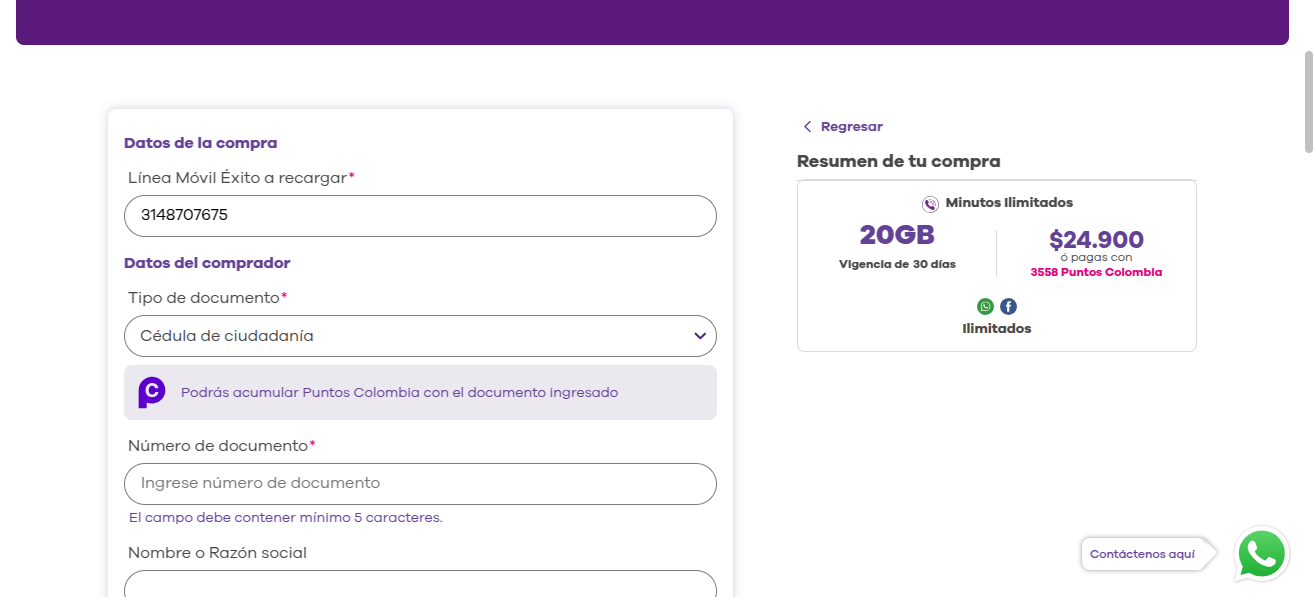 Datos de la compra
Línea Móvil Éxito a recargar*
3148707675
Datos del comprador
Tipo de documento*
Cédula de ciudadanía
Podrás acumular Puntos Colombia con el documento ingresado
Número de documento*
Ingrese número de documento
El campo debe contener mínimo 5 caracteres.
Nombre o Razón social
Regresar
Resumen de tu compra
Minutos Ilimitados
20GB
Vigencia de 30 días
$24.900
ó pagas con
3558 Puntos Colombia
Ilimitados
Contáctenos aquí